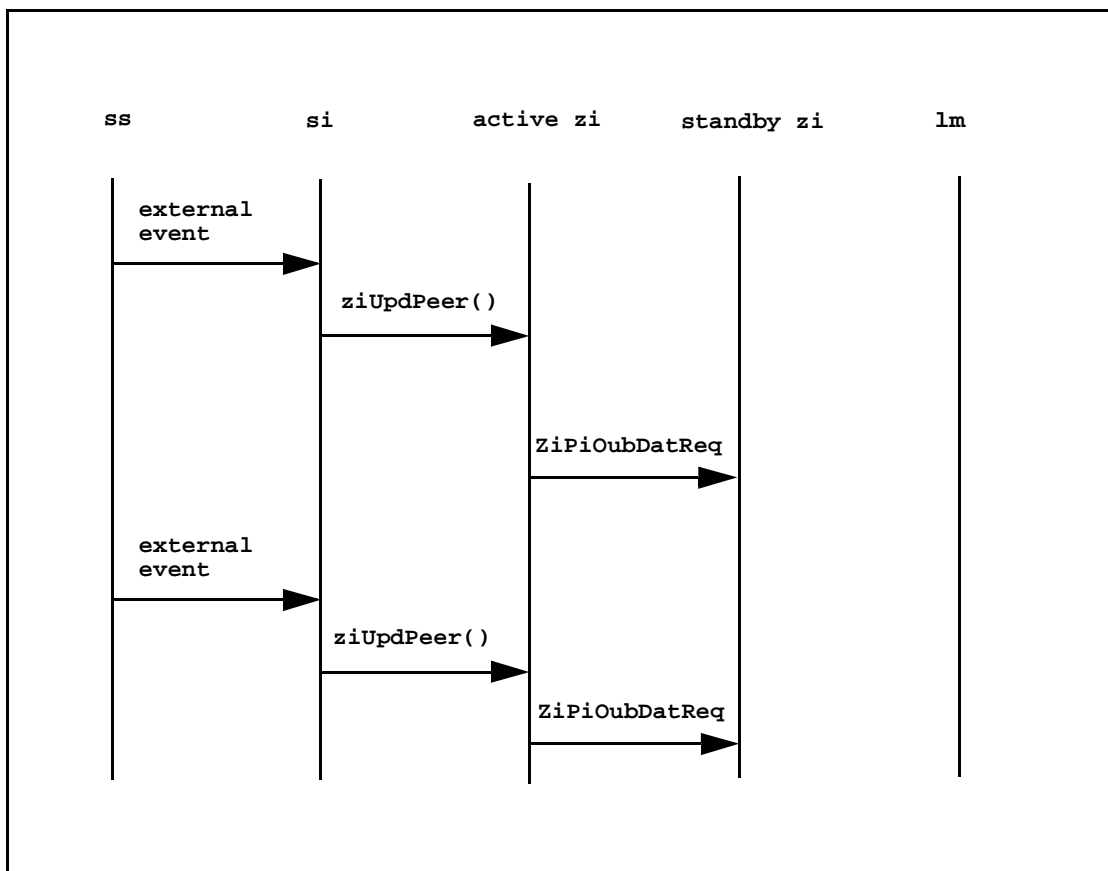 ss si active zi standby zi lm
external
event
ziUpdPeer()
ZiPiOubDatReq
external
event
ziUpdPeer()
ZiPiOubDatReq